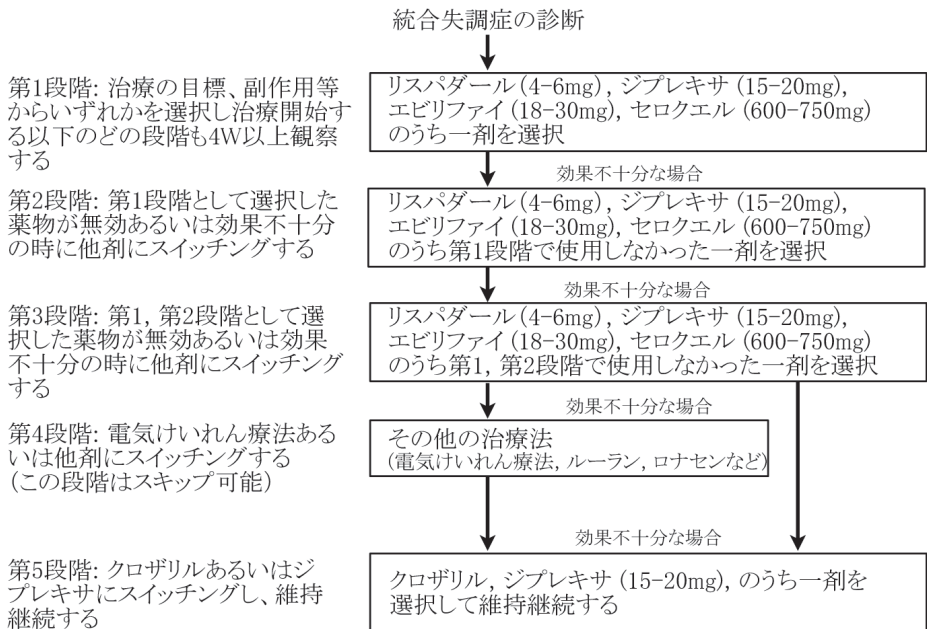 統合失調症の診断
第1段階: 治療の目標、副作用等
からいずれかを選択し治療開始す
る以下のどの段階も4W以上観察
する
リスパダール (4-6mg) , ジプレキサ (15-20mg),
エビリファイ (18-30mg), セロクエル (600-750mg)
のうち一剤を選択
効果不十分な場合
第2段階: 第1段階として選択した
薬物が無効あるいは効果不十分
の時に他剤にスイッチングする
リスパダール (4-6mg) , ジプレキサ (15-20mg),
エビリファイ (18-30mg), セロクエル (600-750mg)
のうち第1段階で使用しなかった一剤を選択
効果不十分な場合
第3段階: 第1, 第2段階として選
択した薬物が無効あるいは効果
不十分の時に他剤にスイッチング
する
リスパダール (4-6mg) , ジプレキサ (15-20mg),
エビリファイ (18-30mg), セロクエル (600-750mg)
のうち第1, 第2段階で使用しなかった一剤を選択
効果不十分な場合
第4段階: 電気けいれん療法ある
いは他剤にスイッチングする
(この段階はスキップ可能)
その他の治療法
(電気けいれん療法, ルーラン, ロナセンなど)
効果不十分な場合
第5段階: クロザリルあるいはジ
プレキサにスイッチングし、維持
継続する
クロザリル, ジプレキサ (15-20mg), のうち一剤を
選択して維持継続する